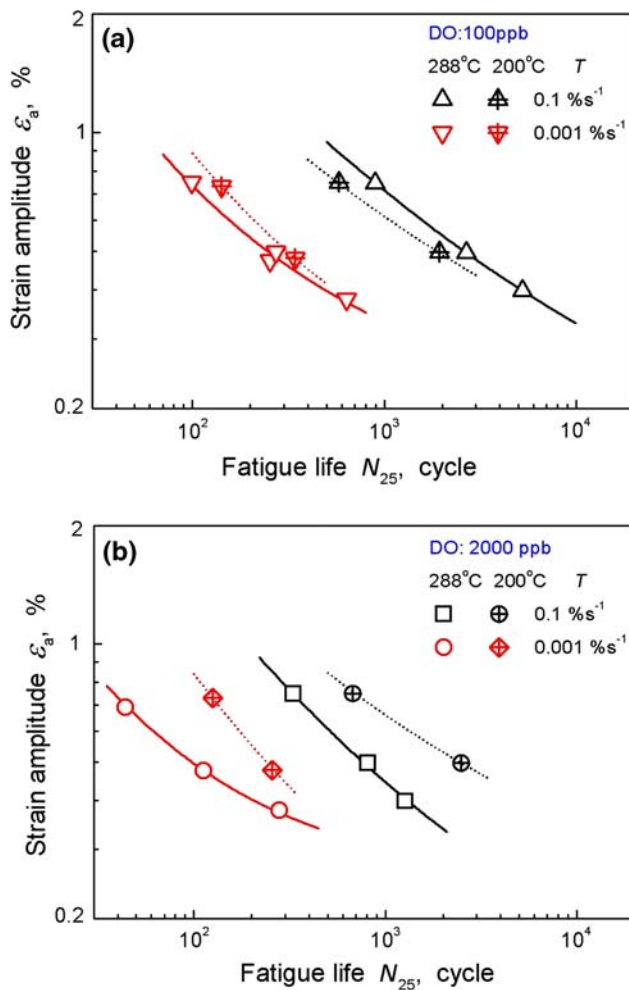 (a)
DO:100ppb
288°C 200°C T
0.1 %s⁻¹
0.001 %s⁻¹
2
1
0.2
Strain amplitude εₐ, %
10² 10³ 10⁴
Fatigue life N₂₅, cycle
(b)
DO: 2000 ppb
288°C 200°C T
0.1 %s⁻¹
0.001 %s⁻¹
2
1
0.2
Strain amplitude εₐ, %
10² 10³ 10⁴
Fatigue life N₂₅, cycle